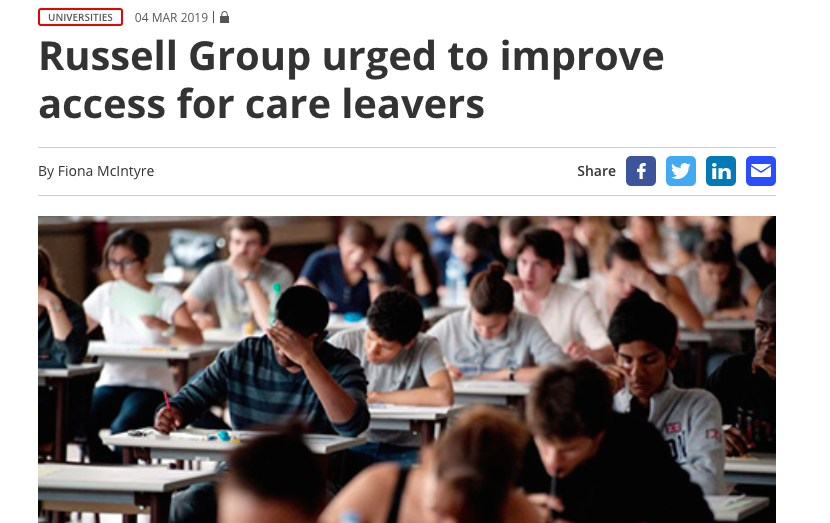 UNIVERSITIES 04 MAR 2019 |
Russell Group urged to improve
access for care leavers
By Fiona McIntyre
Share